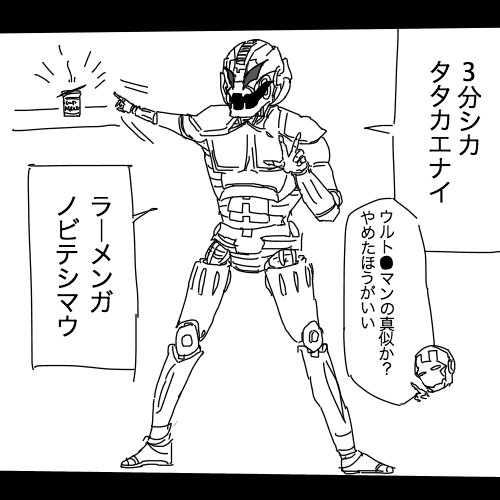 3分シカ
タタカエナイ
ウルト●マンの真似か？
やめたほうがいい
ラーメンガ
ノビテシマウ